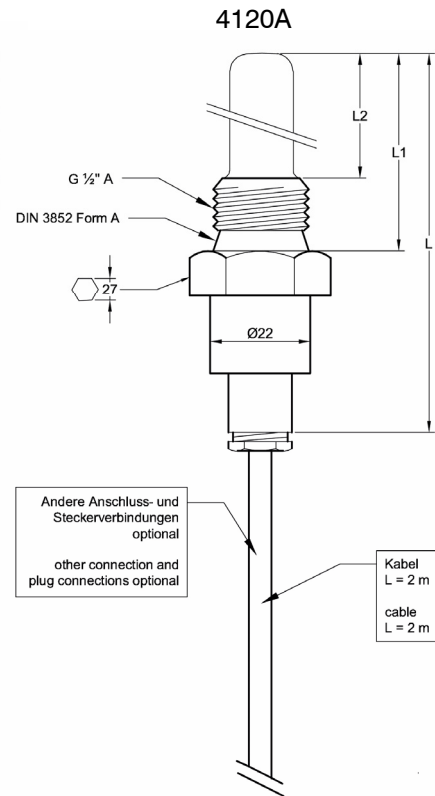 4120A
L2
L1
L
G ½" A
DIN 3852 Form A
27
Ø22
Andere Anschluss- und
Steckerverbindungen
optional
other connection and
plug connections optional
Kabel
L = 2 m
cable
L = 2 m